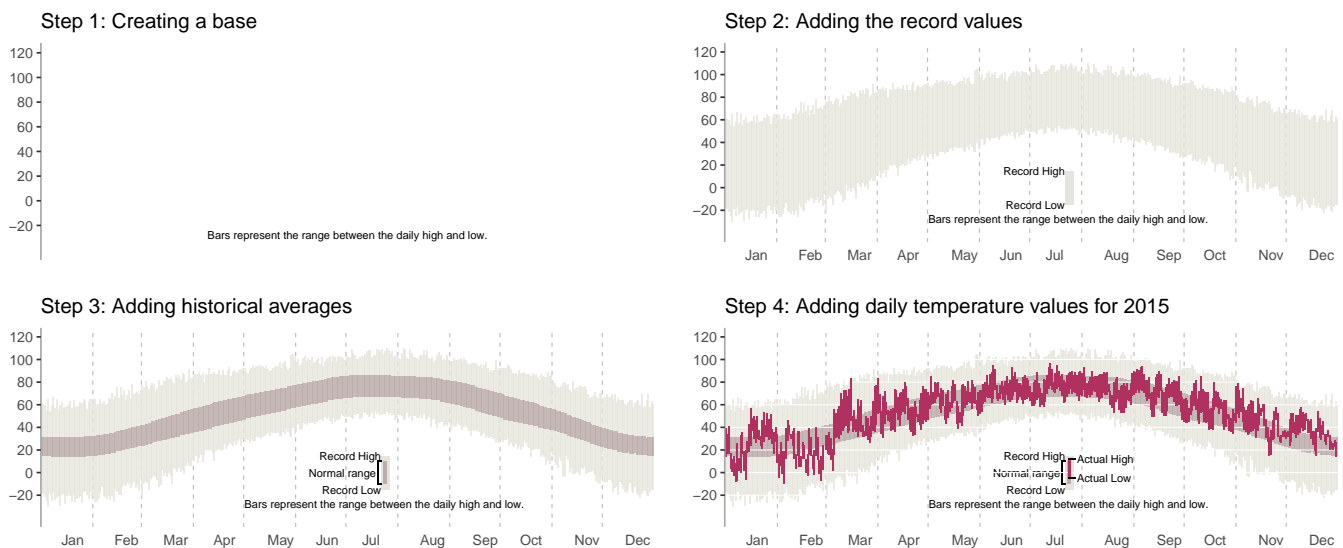 Step 1: Creating a base
120
100
80
60
40
20
0
−20
Bars represent the range between the daily high and low.
Step 2: Adding the record values
120
100
80
60
40
20
0
−20
Record High
Record Low
Bars represent the range between the daily high and low.
Jan Feb Mar Apr May Jun Jul Aug Sep Oct Nov Dec
Step 3: Adding historical averages
120
100
80
60
40
20
0
−20
Record High
Normal range
Record Low
Bars represent the range between the daily high and low.
Jan Feb Mar Apr May Jun Jul Aug Sep Oct Nov Dec
Step 4: Adding daily temperature values for 2015
120
100
80
60
40
20
0
−20
Record High
Actual High
Normal range
Actual Low
Record Low
Bars represent the range between the daily high and low.
Jan Feb Mar Apr May Jun Jul Aug Sep Oct Nov Dec